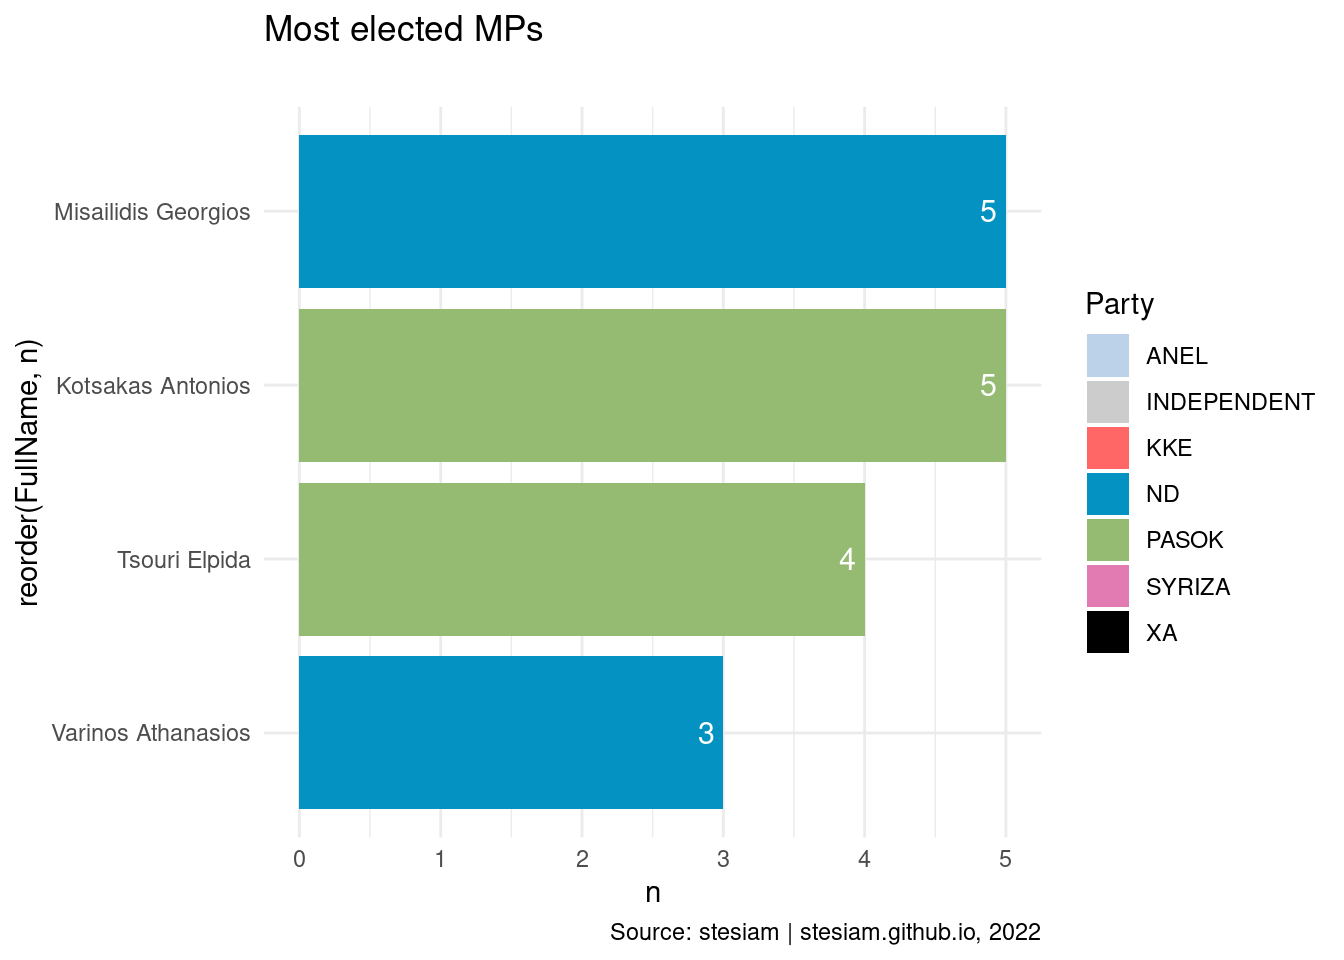 Most elected MPs
reorder(FullName, n)
Misailidis Georgios
5
Kotsakas Antonios
5
Tsouri Elpida
4
Varinos Athanasios
3
0 1 2 3 4 5
n
Party
ANEL
INDEPENDENT
KKE
ND
PASOK
SYRIZA
XA
Source: stesiam | stesiam.github.io, 2022